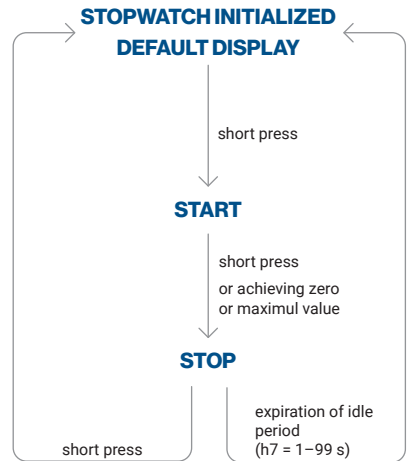 STOPWATCH INITIALIZED
DEFAULT DISPLAY
short press
START
short press
or achieving zero
or maximul value
STOP
short press
expiration of idle
period
(h7 = 1–99 s)